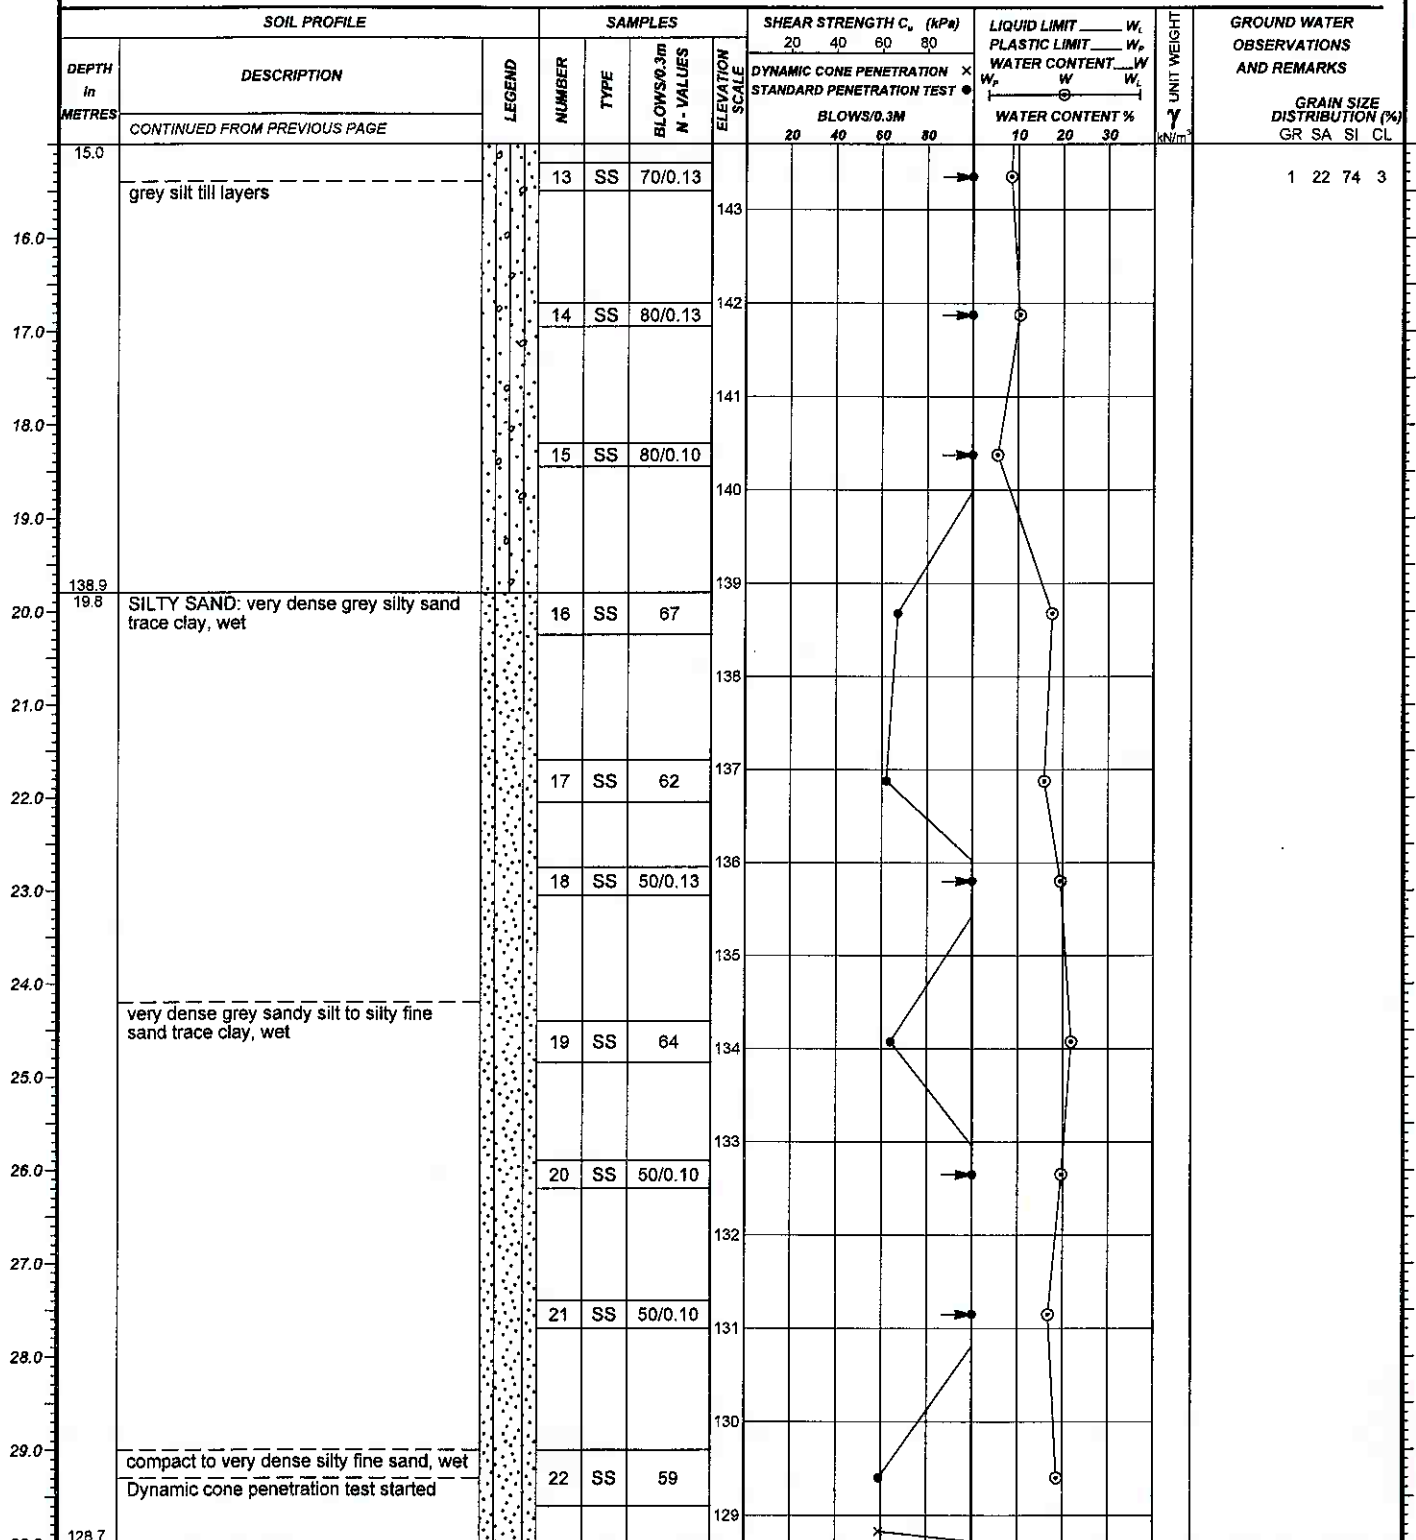 SOIL PROFILE
SAMPLES
SHEAR STRENGTH Cu (kPa)
20 40 60 80
DYNAMIC CONE PENETRATION ×
STANDARD PENETRATION TEST ●
BLOWS/0.3M
20 40 60 80
LIQUID LIMIT WL
PLASTIC LIMIT WP
WATER CONTENT W
WP W WL
WATER CONTENT %
10 20 30
UNIT WEIGHT
γ
kN/m³
GROUND WATER
OBSERVATIONS
AND REMARKS
GRAIN SIZE
DISTRIBUTION (%)
GR SA SI CL
DEPTH
in
METRES
DESCRIPTION
CONTINUED FROM PREVIOUS PAGE
LEGEND
NUMBER
TYPE
BLOWS/0.3m
N - VALUES
ELEVATION
SCALE
15.0
13 SS 70/0.13
1 22 74 3
grey silt till layers
143
16.0
142
14 SS 80/0.13
17.0
141
18.0
15 SS 80/0.10
140
19.0
139
138.9
19.8
SILTY SAND: very dense grey silty sand
trace clay, wet
20.0
16 SS 67
138
21.0
137
17 SS 62
22.0
136
18 SS 50/0.13
23.0
135
24.0
very dense grey sandy silt to silty fine
sand trace clay, wet
19 SS 64
134
25.0
133
26.0
20 SS 50/0.10
132
27.0
21 SS 50/0.10
131
28.0
130
29.0
compact to very dense silty fine sand, wet
22 SS 59
Dynamic cone penetration test started
129
128.7